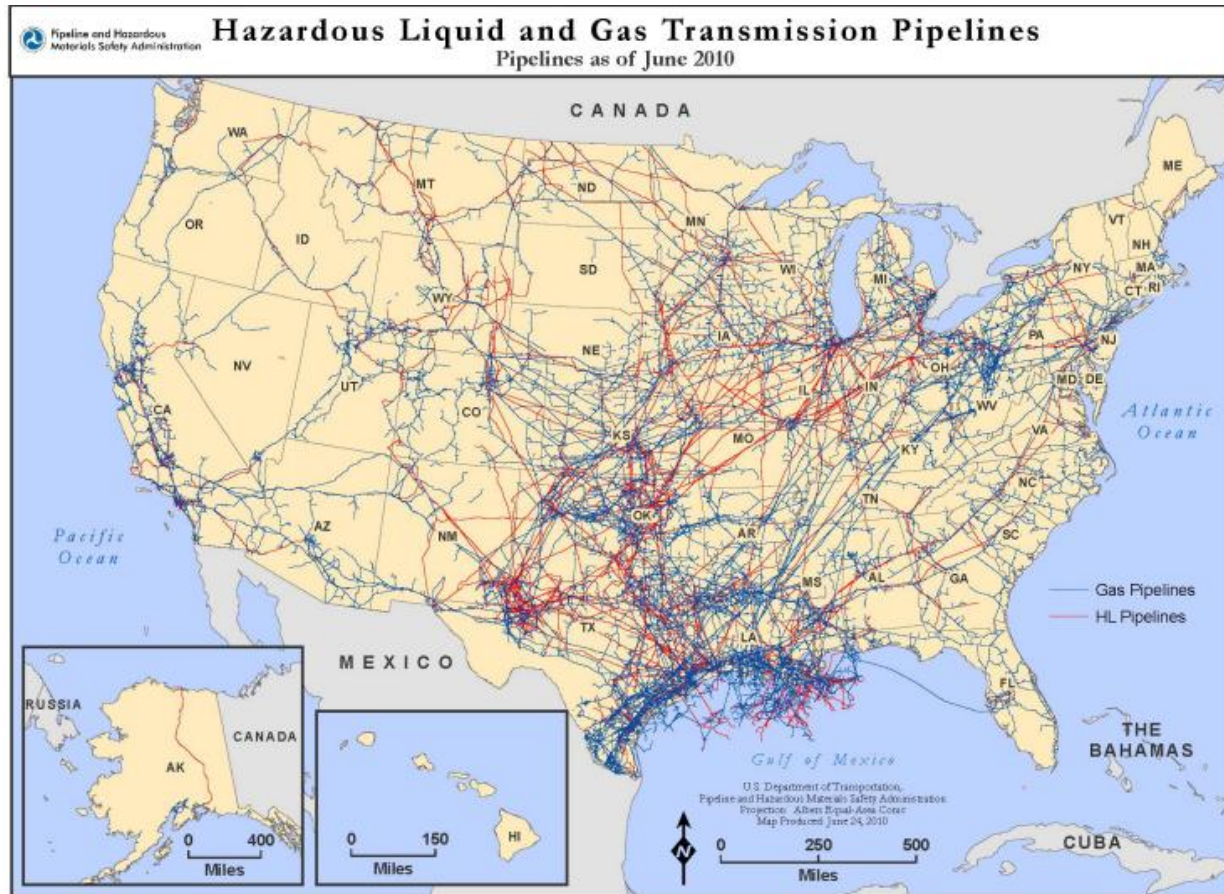 Pipeline and Hazardous
Materials Safety Administration
Hazardous Liquid and Gas Transmission Pipelines
Pipelines as of June 2010
CANADA
WA
MT
ND
MN
ME
VT
NH
OR
ID
SD
WI
MI
NY
MA
CT
RI
WY
IA
PA
NJ
NE
OH
NV
UT
IL
IN
MD
DE
CO
WV
CA
KS
MO
KY
VA
Atlantic
Ocean
NC
TN
OK
AZ
NM
AR
SC
Pacific
Ocean
MS
AL
GA
Gas Pipelines
HL Pipelines
TX
LA
MEXICO
FL
RUSSIA
CANADA
AK
0 400
Miles
0 150
Miles
HI
Gulf of Mexico
THE
BAHAMAS
U.S. Department of Transportation,
Pipeline and Hazardous Materials Safety Administration
Projection: Albers Equal-Area Conic
Map Produced June 24, 2010
N
0 250 500
Miles
CUBA